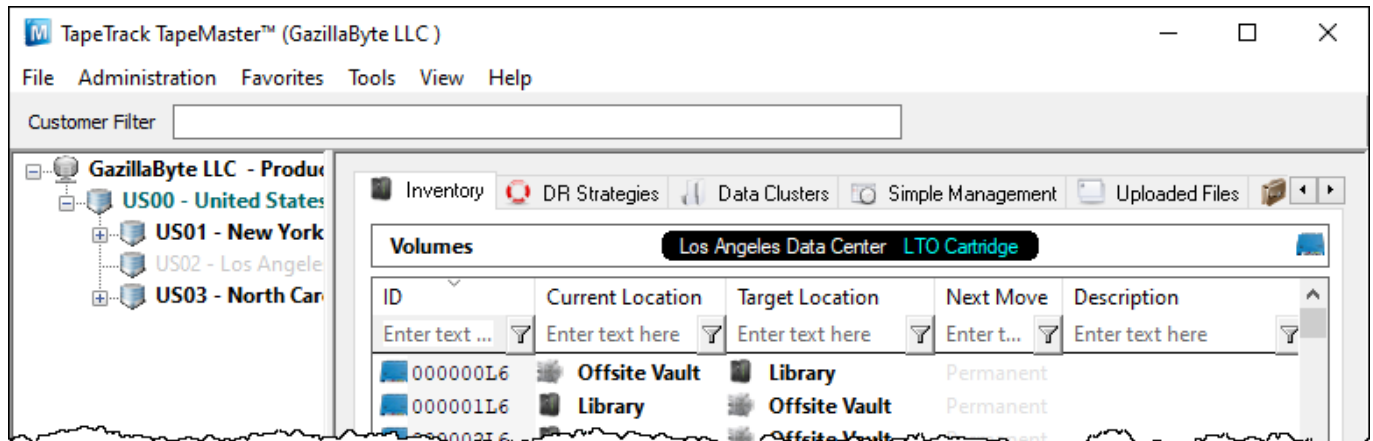 TapeTrack TapeMaster™ (GazillaByte LLC )
File Administration Favorites Tools View Help
Customer Filter
GazillaByte LLC - Produc
US00 - United States
US01 - New York
US02 - Los Angele
US03 - North Car
Inventory DR Strategies Data Clusters Simple Management Uploaded Files
Volumes Los Angeles Data Center LTO Cartridge
ID Current Location Target Location Next Move Description
Enter text ... Enter text here Enter text here Enter t... Enter text here
000000L6 Offsite Vault Library Permanent
000001L6 Library Offsite Vault Permanent
Offsite Vault